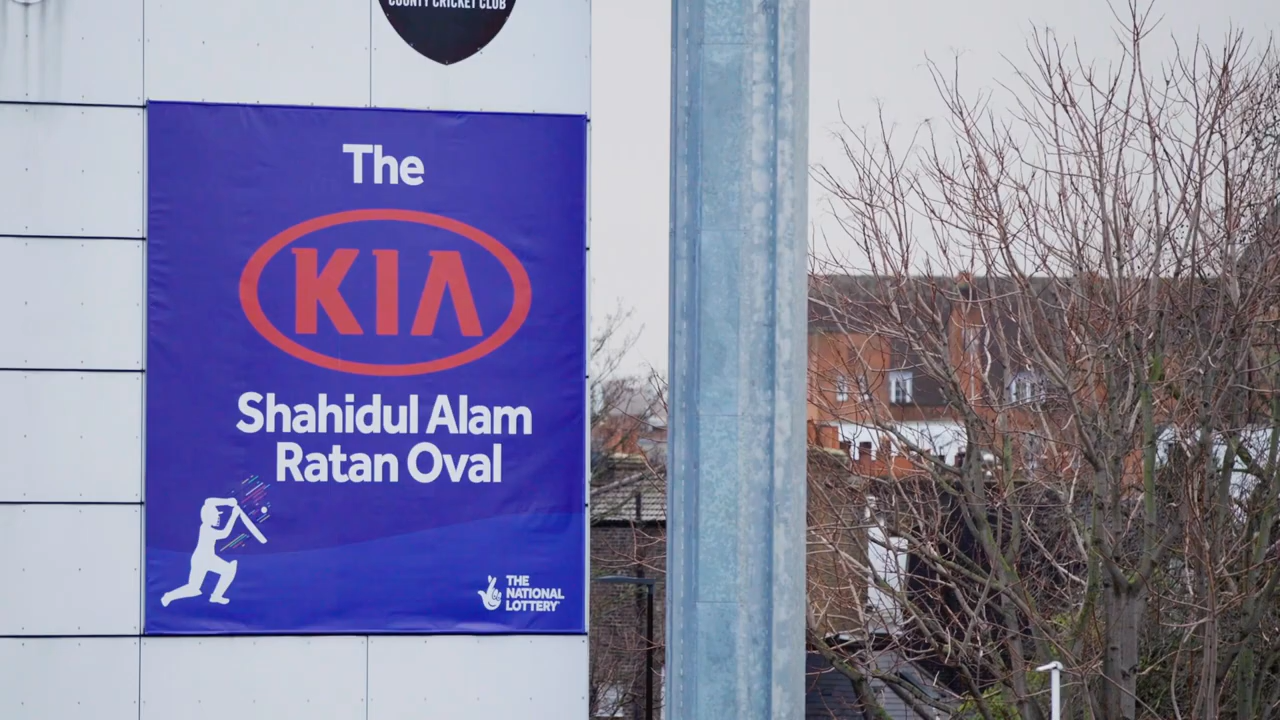 COUNTY CRICKET CLUB
The
KIA
Shahidul Alam
Ratan Oval
THE
NATIONAL
LOTTERY